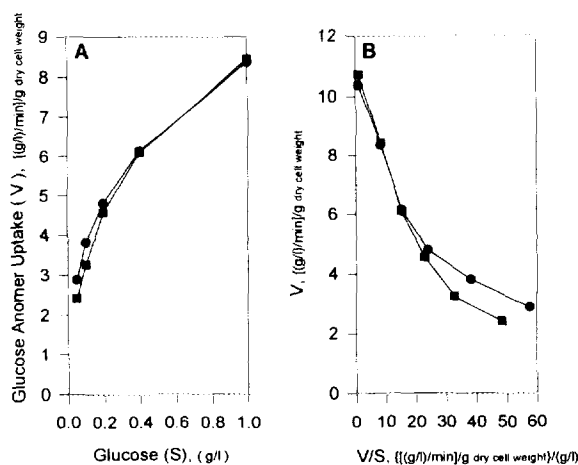 A
Glucose Anomer Uptake ( V ), {(g/l)/min]/g dry cell weight
9
8
7
6
5
4
3
2
1
0
0.0 0.2 0.4 0.6 0.8 1.0
Glucose (S), ( g/l )
B
V, {(g/l)/min]/g dry cell weight
12
10
8
6
4
2
0
0 10 20 30 40 50 60
V/S, {[(g/l)/min]/g dry cell weight}/(g/l)